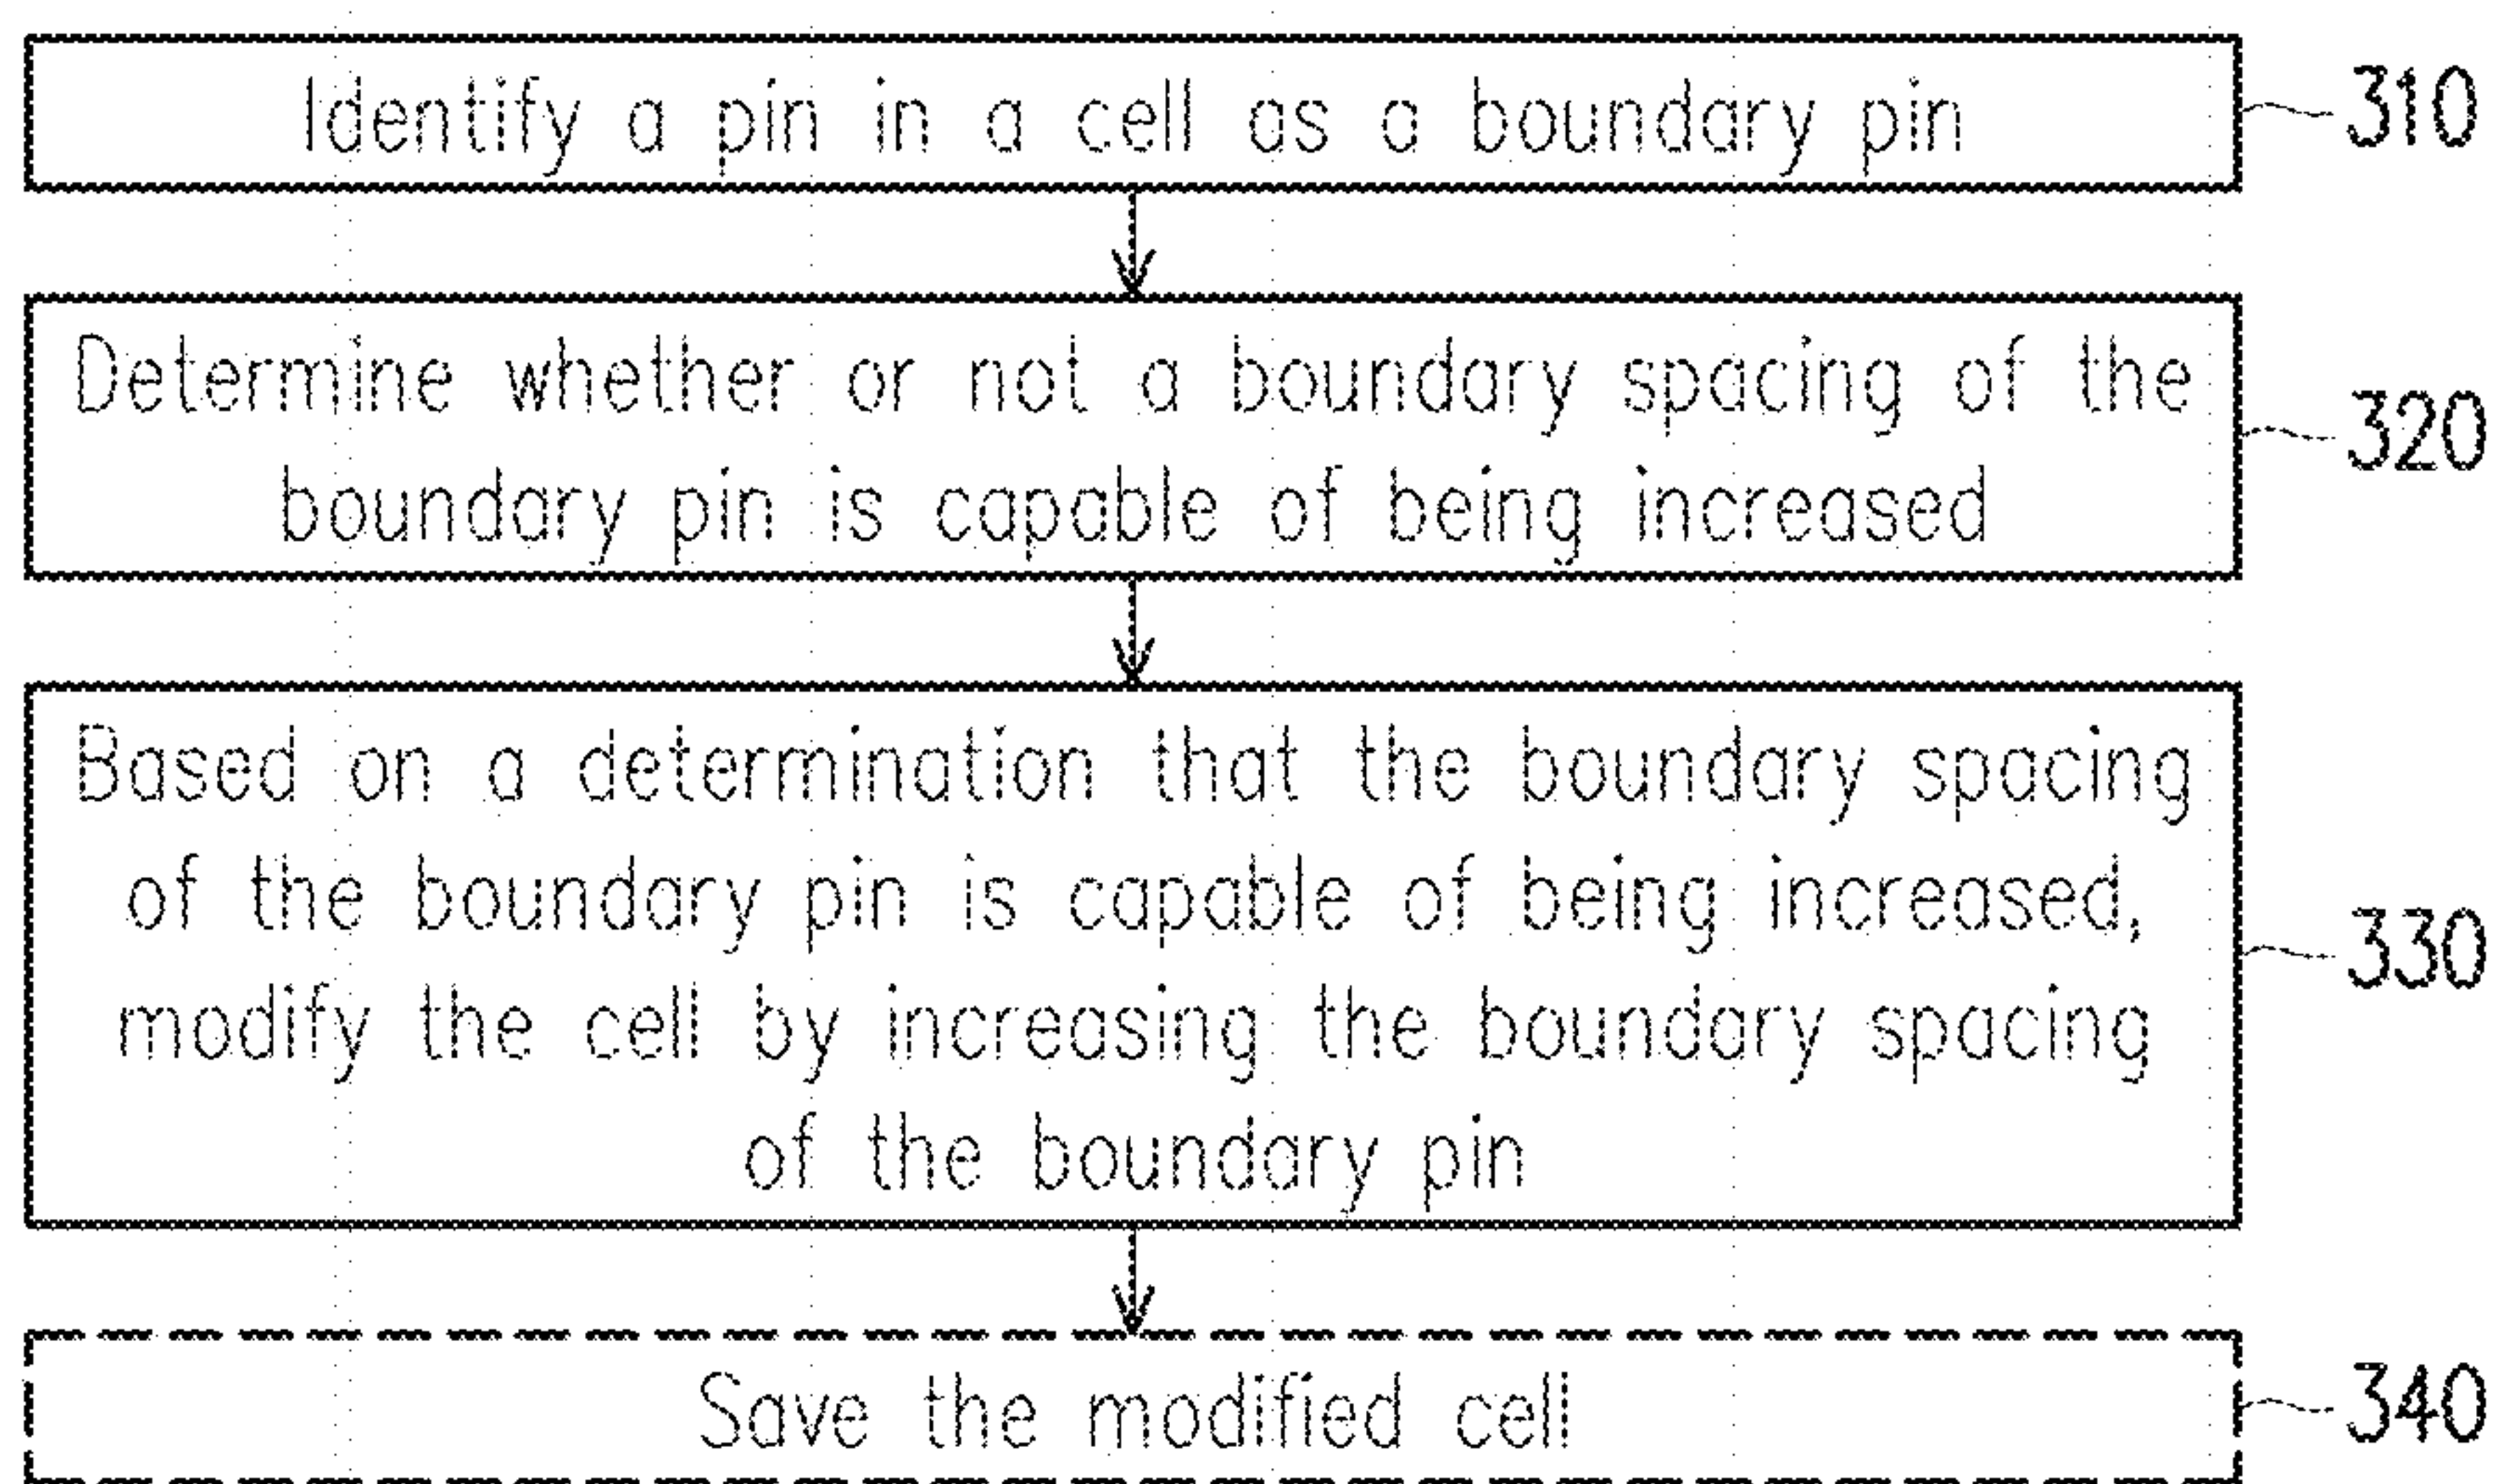 Identify a pin in a cell as a boundary pin
310
Determine whether or not a boundary spacing of the
boundary pin is capable of being increased
320
Based on a determination that the boundary spacing
of the boundary pin is capable of being increased,
modify the cell by increasing the boundary spacing
of the boundary pin
330
Save the modified cell
340